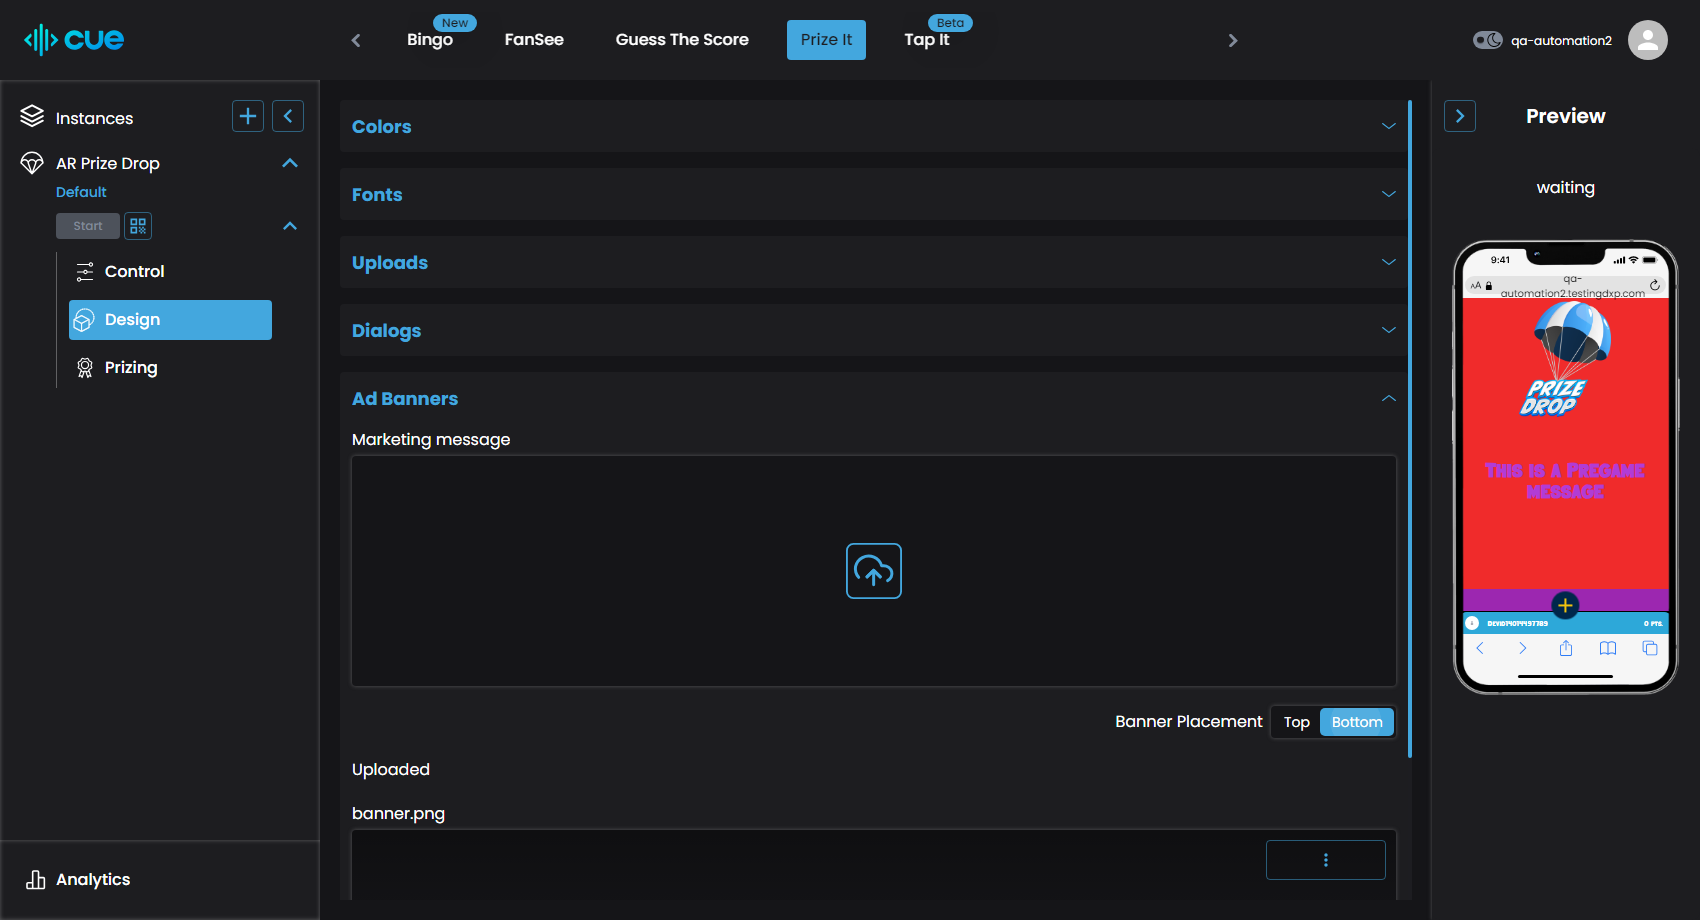 cue
New
Bingo
FanSee
Guess The Score
Prize It
Beta
Tap It
qa-automation2
Instances
AR Prize Drop
Default
Start
Control
Design
Prizing
Analytics
Colors
Fonts
Uploads
Dialogs
Ad Banners
Marketing message
Banner Placement
Top
Bottom
Uploaded
banner.png
Preview
waiting
9:41
AA
qa-
automation2.testingdxp.com
PRIZE
DROP
THIS IS A PREGAME
MESSAGE
0 PTS.